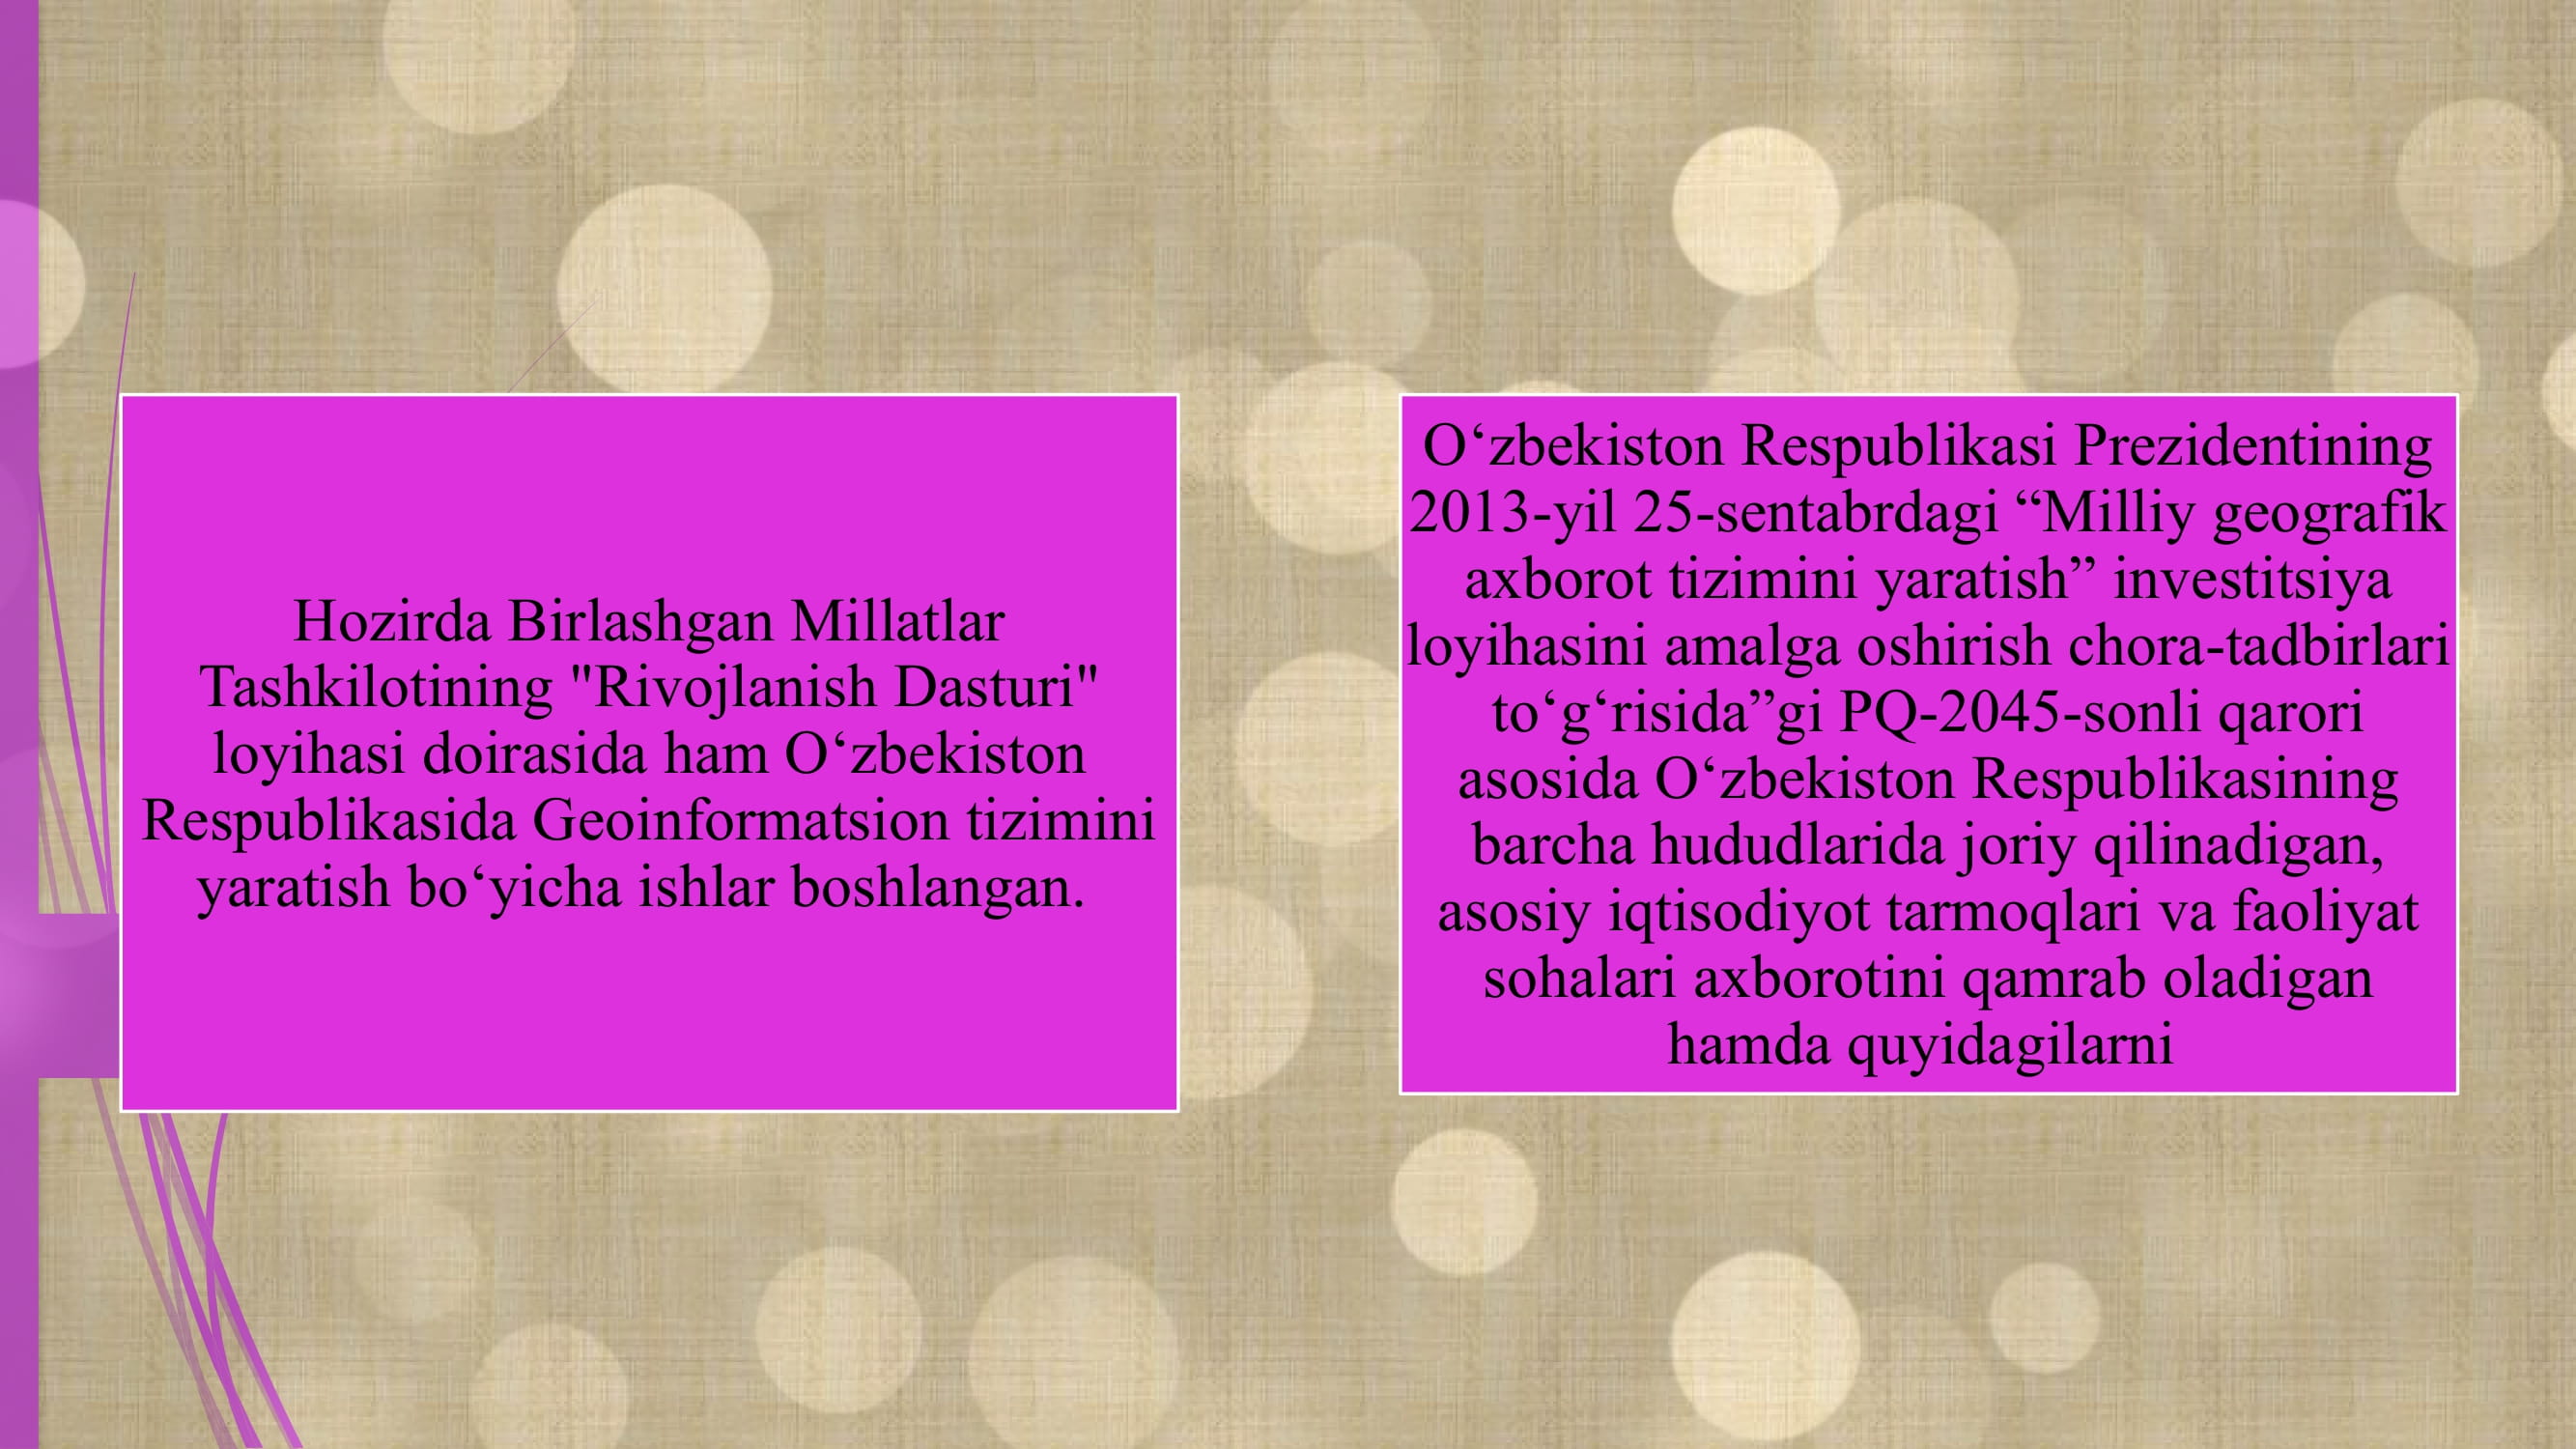 Hozirda Birlashgan Millatlar
Tashkilotining "Rivojlanish Dasturi"
loyihasi doirasida ham O‘zbekiston
Respublikasida Geoinformatsion tizimini
yaratish bo‘yicha ishlar boshlangan.
O‘zbekiston Respublikasi Prezidentining
2013-yil 25-sentabrdagi “Milliy geografik
axborot tizimini yaratish” investitsiya
loyihasini amalga oshirish chora-tadbirlari
to‘g‘risida”gi PQ-2045-sonli qarori
asosida O‘zbekiston Respublikasining
barcha hududlarida joriy qilinadigan,
asosiy iqtisodiyot tarmoqlari va faoliyat
sohalari axborotini qamrab oladigan
hamda quyidagilarni